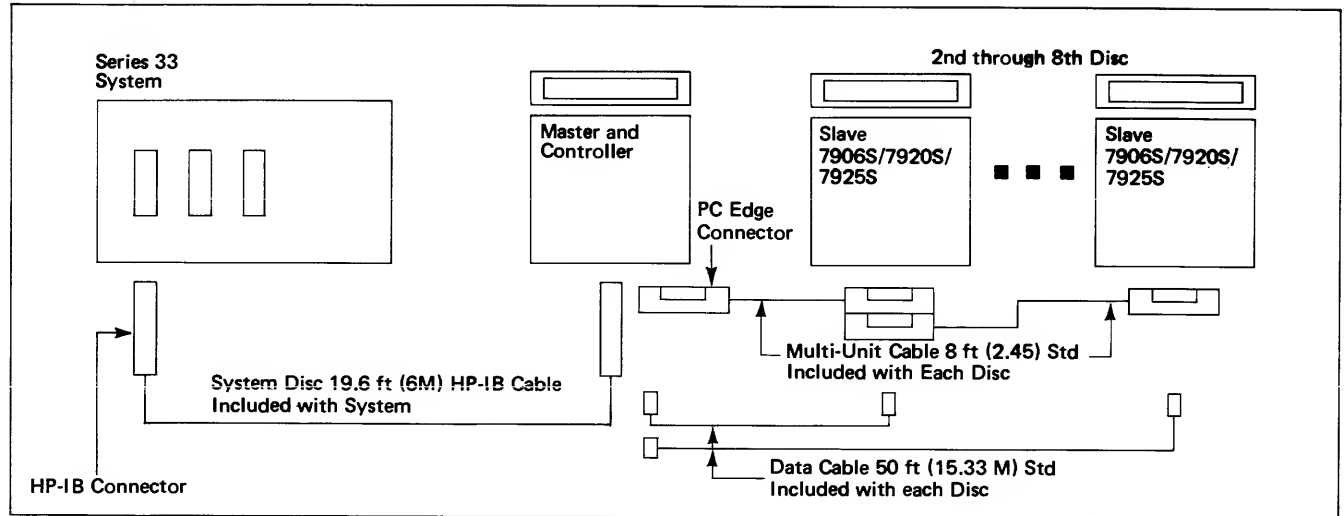 Series 33
System
2nd through 8th Disc
Master and
Controller
Slave
7906S/7920S/
7925S
Slave
7906S/7920S/
7925S
PC Edge
Connector
Multi-Unit Cable 8 ft (2.45) Std
Included with Each Disc
System Disc 19.6 ft (6M) HP-IB Cable
Included with System
Data Cable 50 ft (15.33 M) Std
Included with each Disc
HP-IB Connector